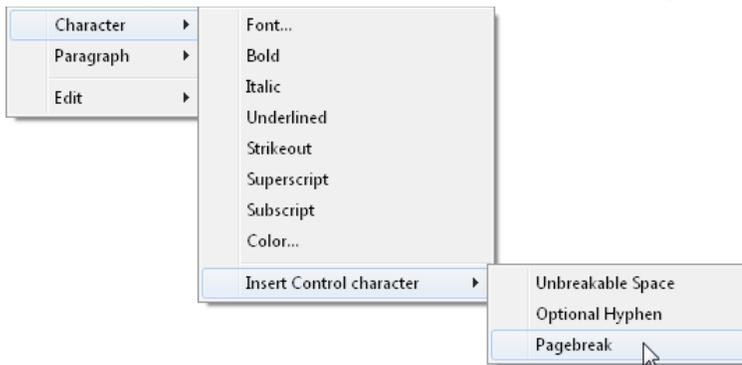 Character
Paragraph
Edit
Font...
Bold
Italic
Underlined
Strikeout
Superscript
Subscript
Color...
Insert Control character
Unbreakable Space
Optional Hyphen
Pagebreak